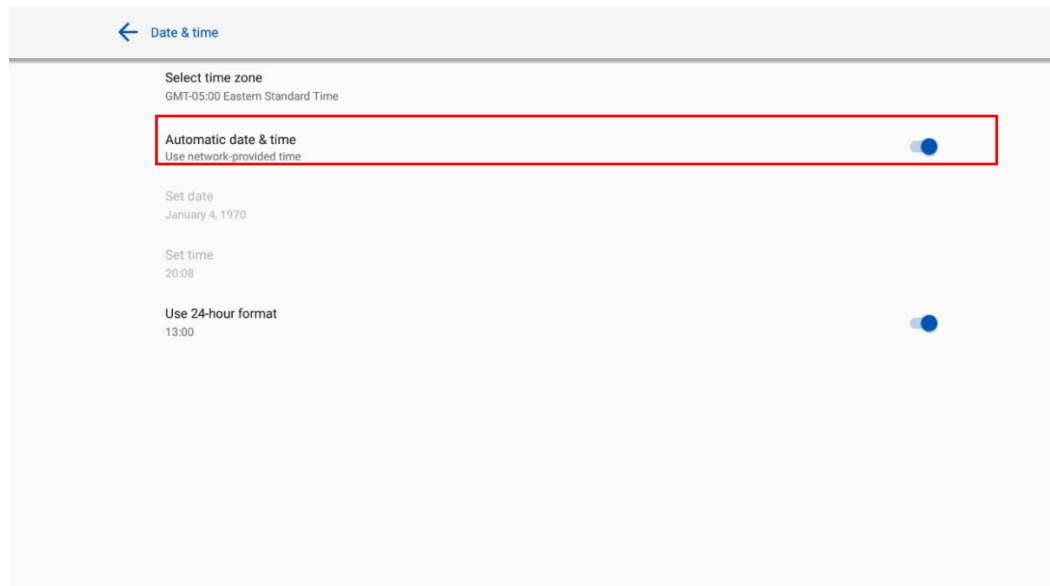 Date & time
Select time zone
GMT-05:00 Eastern Standard Time
Automatic date & time
Use network-provided time
Set date
January 4, 1970
Set time
20:08
Use 24-hour format
13:00